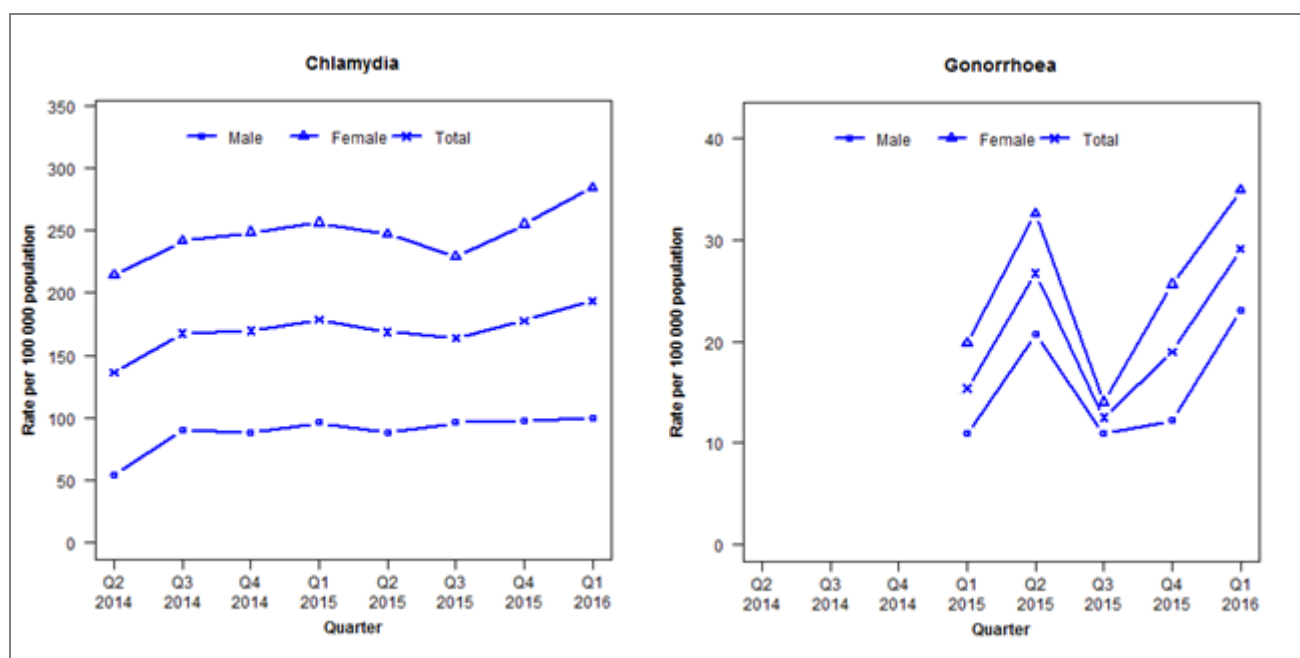 Chlamydia
350
300
250
200
150
100
50
0
Rate per 100 000 population
Male Female Total
Q2 Q3 Q4 Q1 Q2 Q3 Q4 Q1
2014 2014 2014 2015 2015 2015 2015 2016
Quarter
Gonorrhoea
40
30
20
10
0
Rate per 100 000 population
Male Female Total
Q2 Q3 Q4 Q1 Q2 Q3 Q4 Q1
2014 2014 2014 2015 2015 2015 2015 2016
Quarter